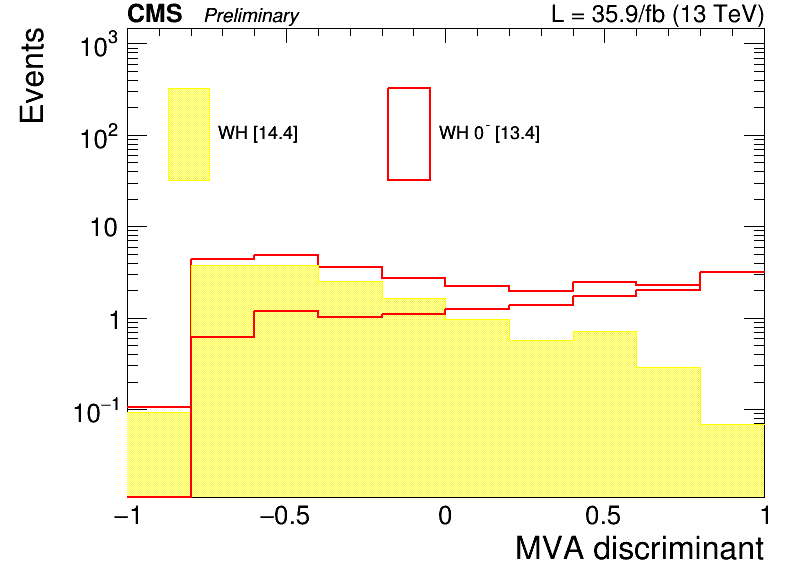 CMS Preliminary L = 35.9/fb (13 TeV)
Events
10³
10²
10
1
10⁻¹
WH [14.4]
WH 0⁻ [13.4]
−1 −0.5 0 0.5 1
MVA discriminant